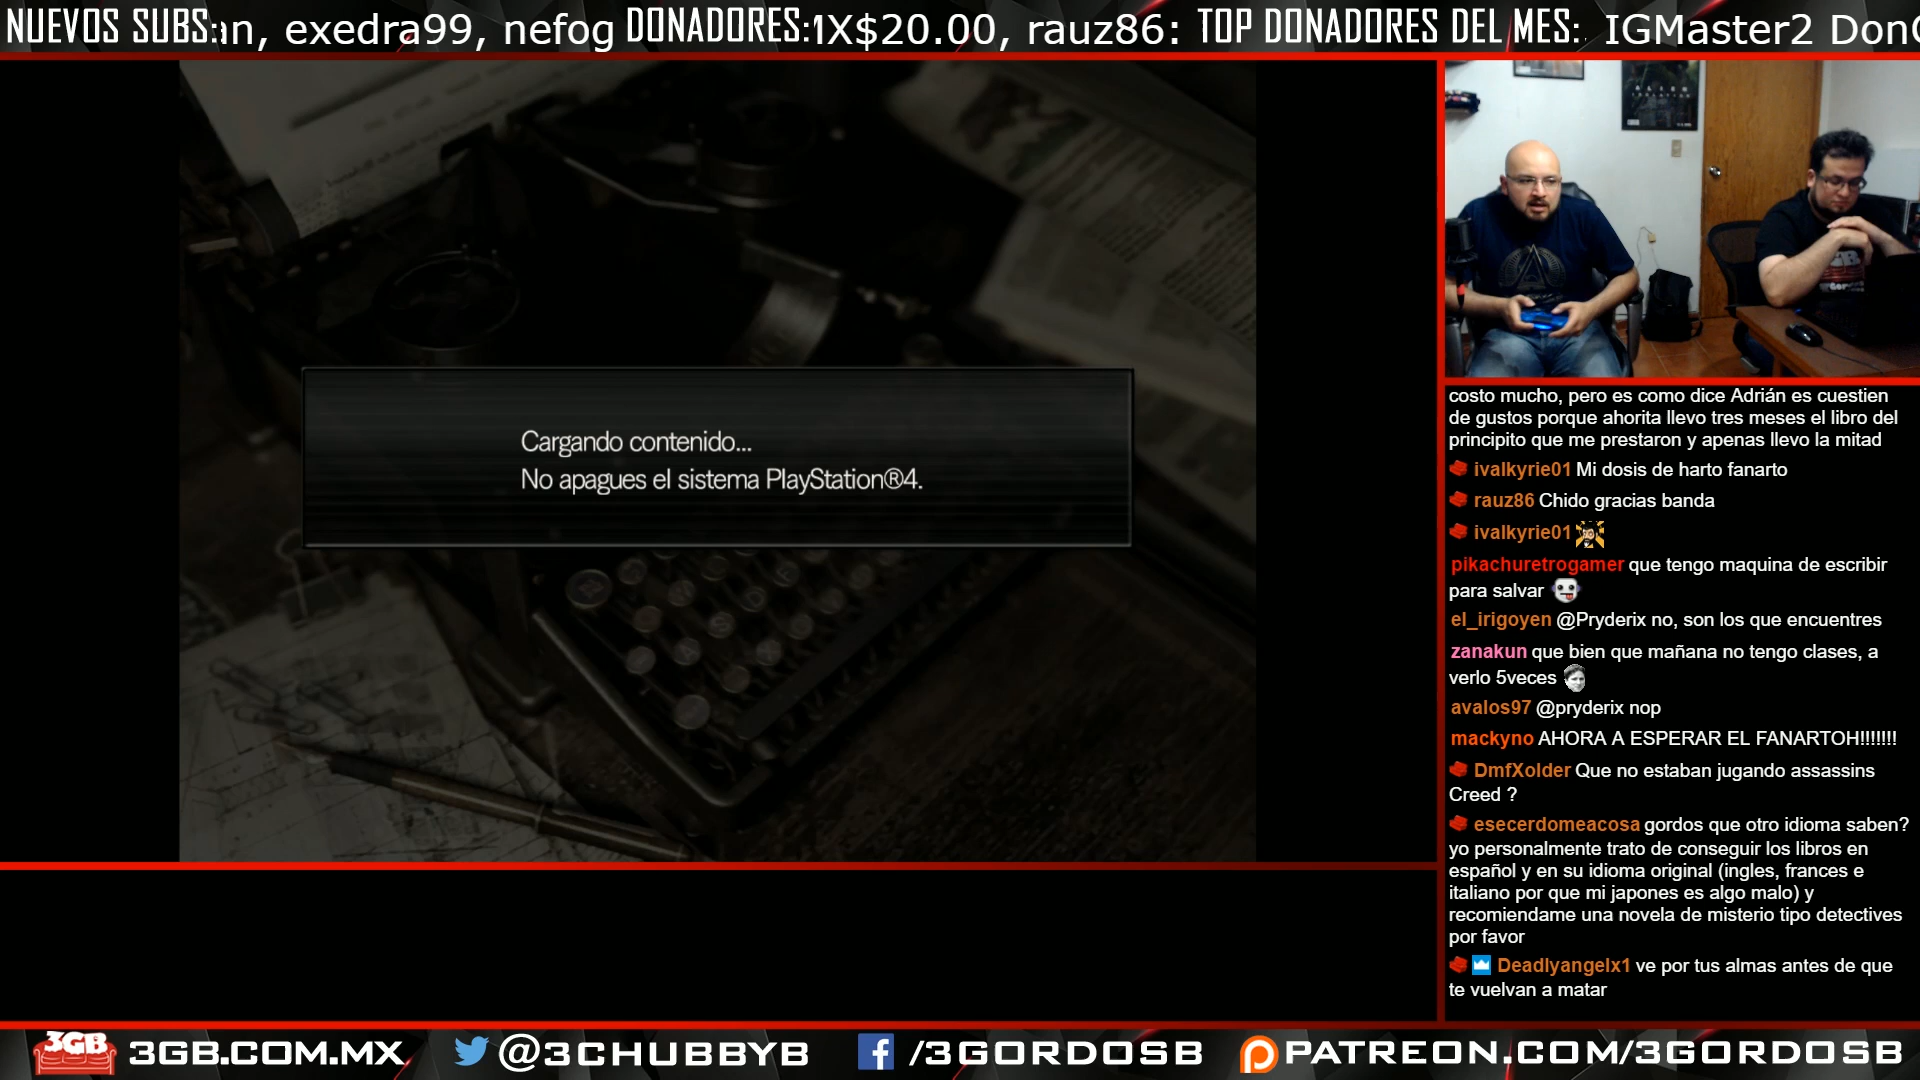 NUEVOS SUBS: an, exedra99, nefog DONADORES: MX$20.00, rauz86: TOP DONADORES DEL MES: IGMaster2 Don
Cargando contenido...
No apagues el sistema PlayStation®4.
costo mucho, pero es como dice Adrián es cuestien
de gustos porque ahorita llevo tres meses el libro del
principito que me prestaron y apenas llevo la mitad
ivalkyrie01 Mi dosis de harto fanarto
rauz86 Chido gracias banda
ivalkyrie01
pikachuretrogamer que tengo maquina de escribir
para salvar
el_irigoyen @Pryderix no, son los que encuentres
zanakun que bien que mañana no tengo clases, a
verlo 5veces
avalos97 @pryderix nop
mackyno AHORA A ESPERAR EL FANARTOH!!!!!!!
DmfXolder Que no estaban jugando assassins
Creed ?
esecerdomeacosa gordos que otro idioma saben?
yo personalmente trato de conseguir los libros en
español y en su idioma original (ingles, frances e
italiano por que mi japones es algo malo) y
recomiendame una novela de misterio tipo detectives
por favor
Deadlyangelx1 ve por tus almas antes de que
te vuelvan a matar
3GB 3GB.COM.MX @3CHUBBYB /3GORDOSB PATREON.COM/3GORDOSB